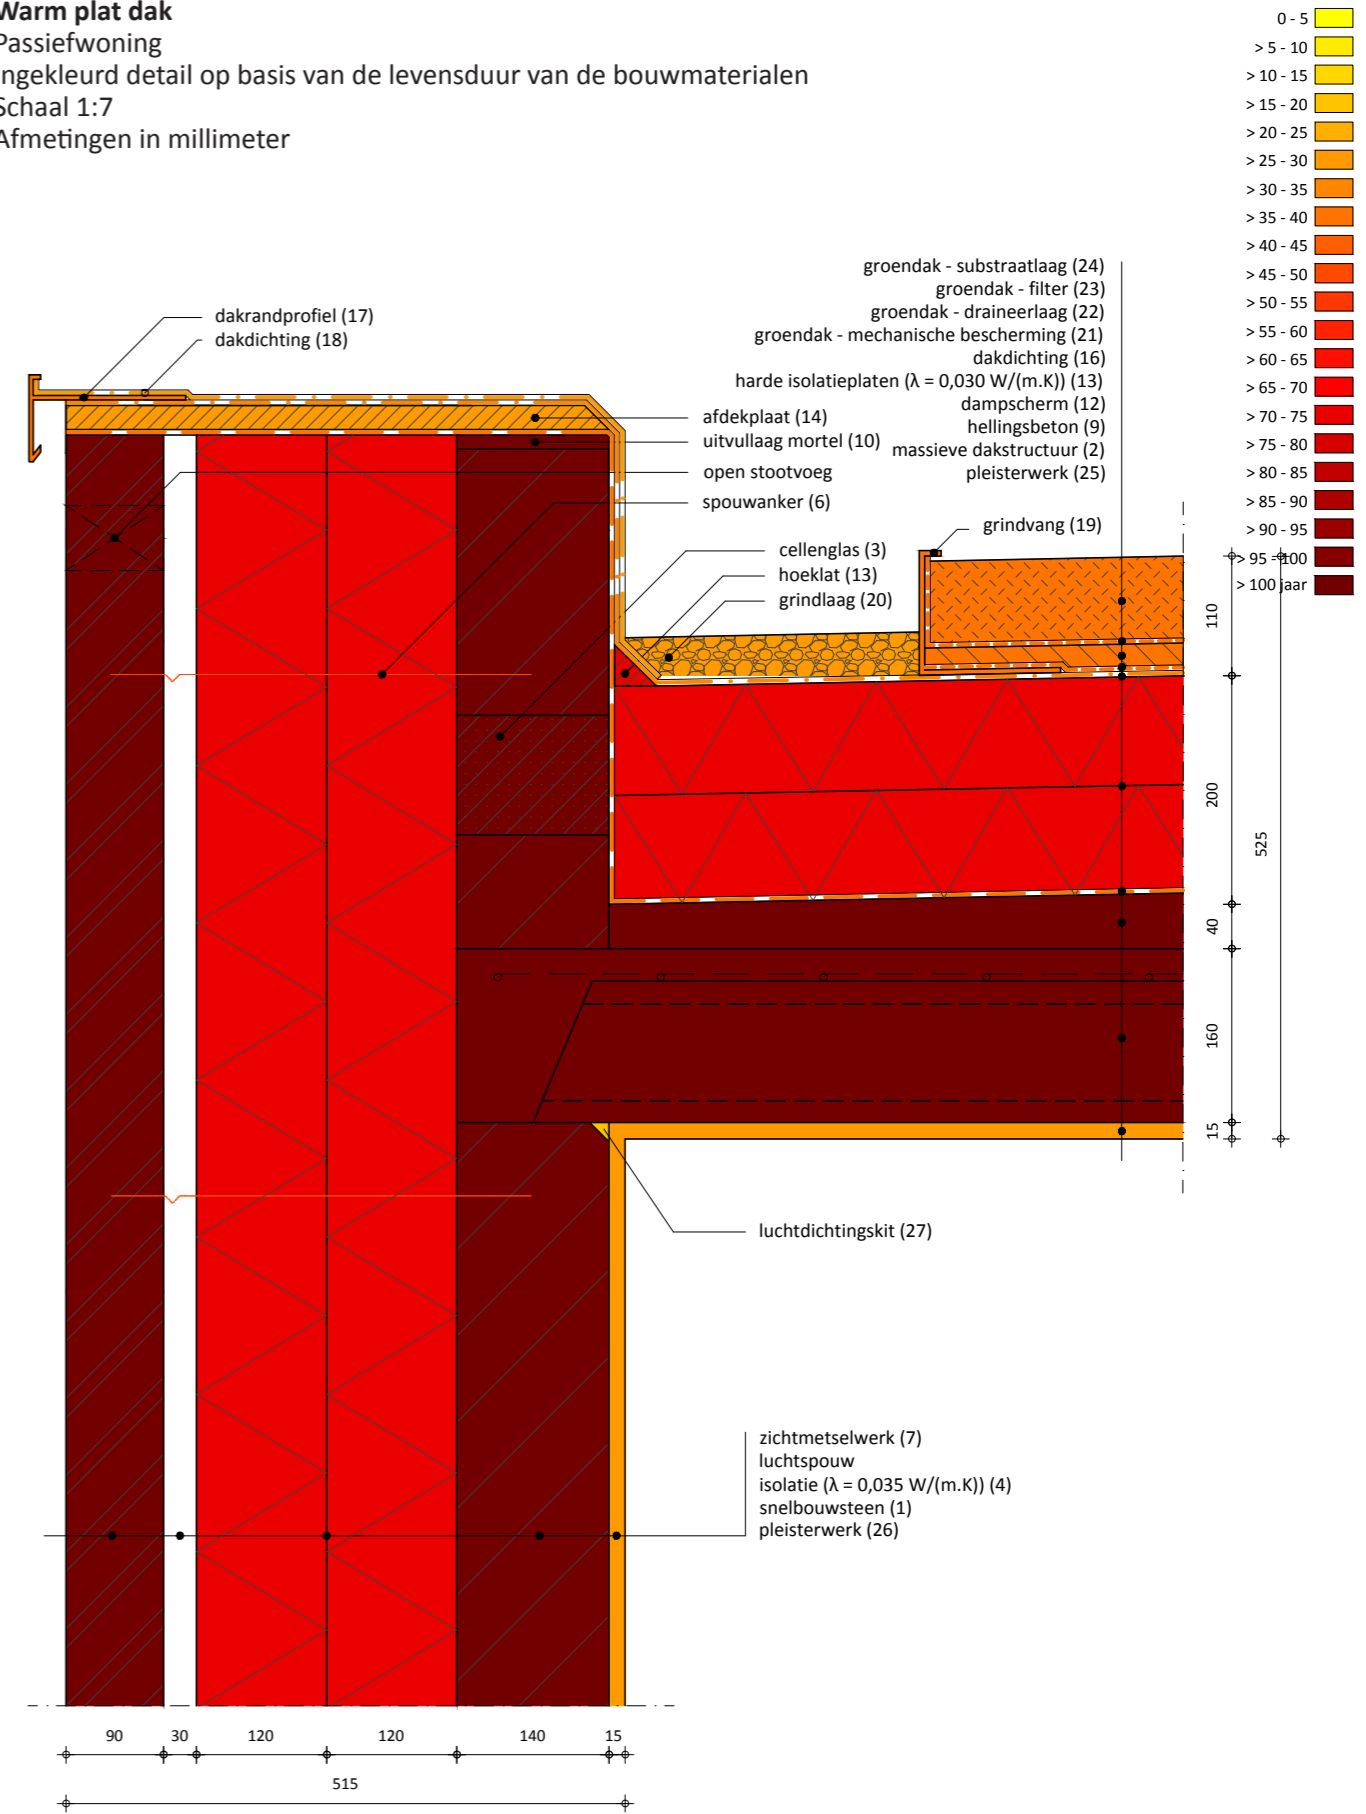 Warm plat dak
Passiefwoning
Ingekleurd detail op basis van de levensduur van de bouwmaterialen
Schaal 1:7
Afmetingen in millimeter
0 - 5
> 5 - 10
> 10 - 15
> 15 - 20
> 20 - 25
> 25 - 30
> 30 - 35
> 35 - 40
> 40 - 45
> 45 - 50
> 50 - 55
> 55 - 60
> 60 - 65
> 65 - 70
> 70 - 75
> 75 - 80
> 80 - 85
> 85 - 90
> 90 - 95
> 95 - 100
> 100 jaar
groendak - substraatlaag (24)
groendak - filter (23)
groendak - draineerlaag (22)
groendak - mechanische bescherming (21)
dakdichting (16)
harde isolatieplaten (λ = 0,030 W/(m.K)) (13)
dampscherm (12)
hellingsbeton (9)
massieve dakstructuur (2)
pleisterwerk (25)
dakrandprofiel (17)
dakdichting (18)
afdekplaat (14)
uitvullaag mortel (10)
open stootvoeg
spouwanker (6)
cellenglas (3)
hoeklat (13)
grindlaag (20)
grindvang (19)
110
200
40
160
15
525
luchtdichtingskit (27)
zichtmetselwerk (7)
luchtspouw
isolatie (λ = 0,035 W/(m.K)) (4)
snelbouwsteen (1)
pleisterwerk (26)
90
30
120
120
140
15
515